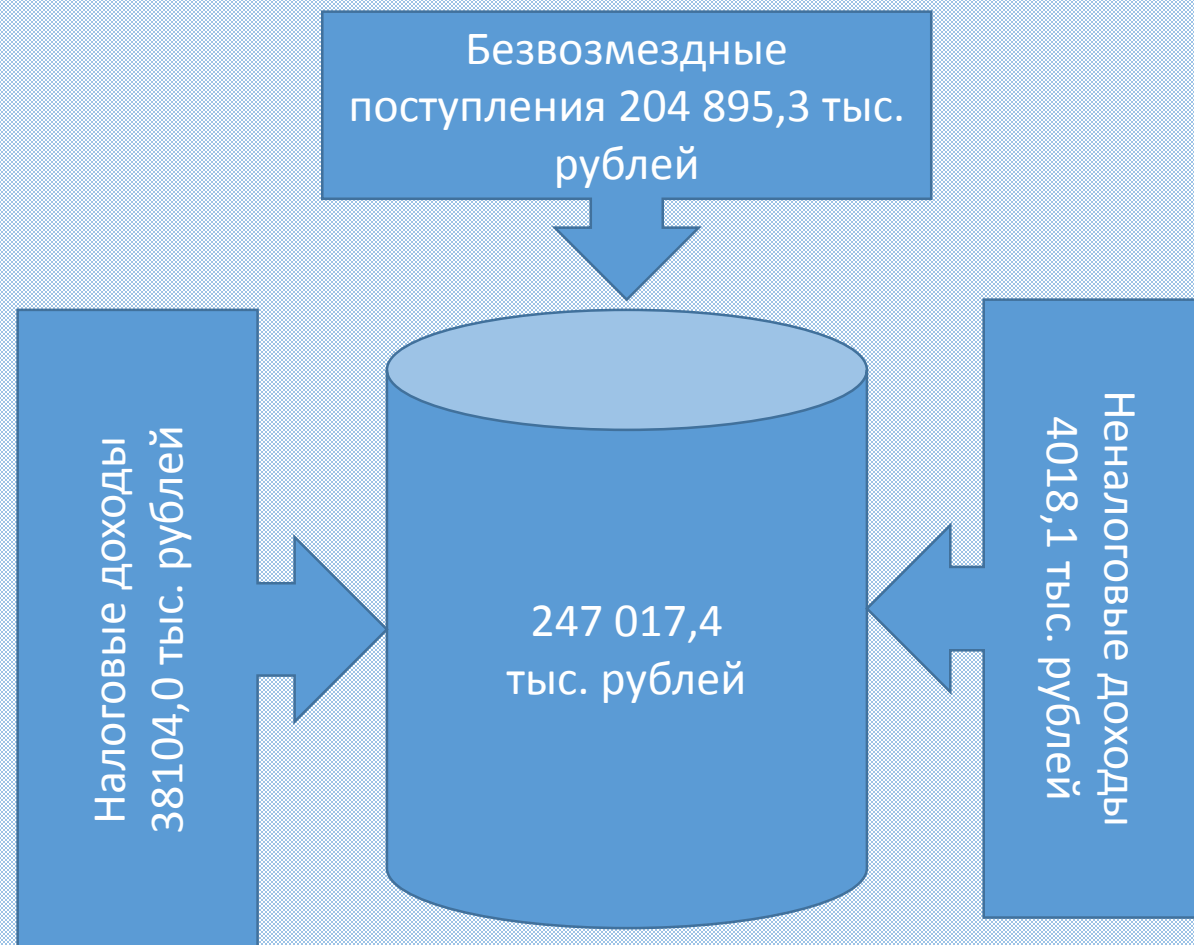 Безвозмездные
поступления 204 895,3 тыс.
рублей
Налоговые доходы
38104,0 тыс. рублей
247 017,4
тыс. рублей
Неналоговые доходы
4018,1 тыс. рублей